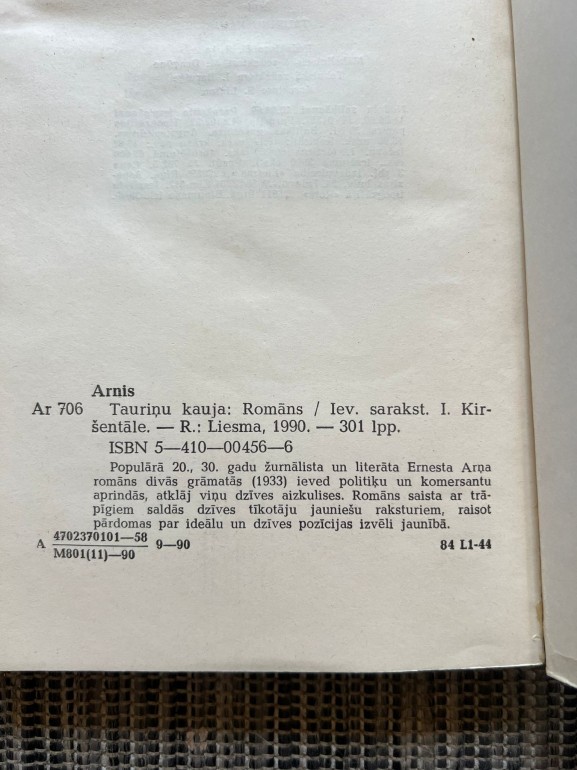 Arnis
Ar 706 Tauriņu kauja: Romāns / Iev. sarakst. I. Kir-
šentāle. — R.: Liesma, 1990. — 301 lpp.
ISBN 5—410—00456—6
Populārā 20., 30. gadu žurnālista un literāta Ernesta Arņa
romāns divās grāmatās (1933) ieved politiķu un komersantu
aprindās, atklāj viņu dzīves aizkulises. Romāns saista ar trā-
pīgiem saldās dzīves tīkotāju jauniešu raksturiem, raisot
pārdomas par ideālu un dzīves pozīcijas izvēli jaunībā.
A 4702370101—58 9—90 84 L1-44
M801(11)—90